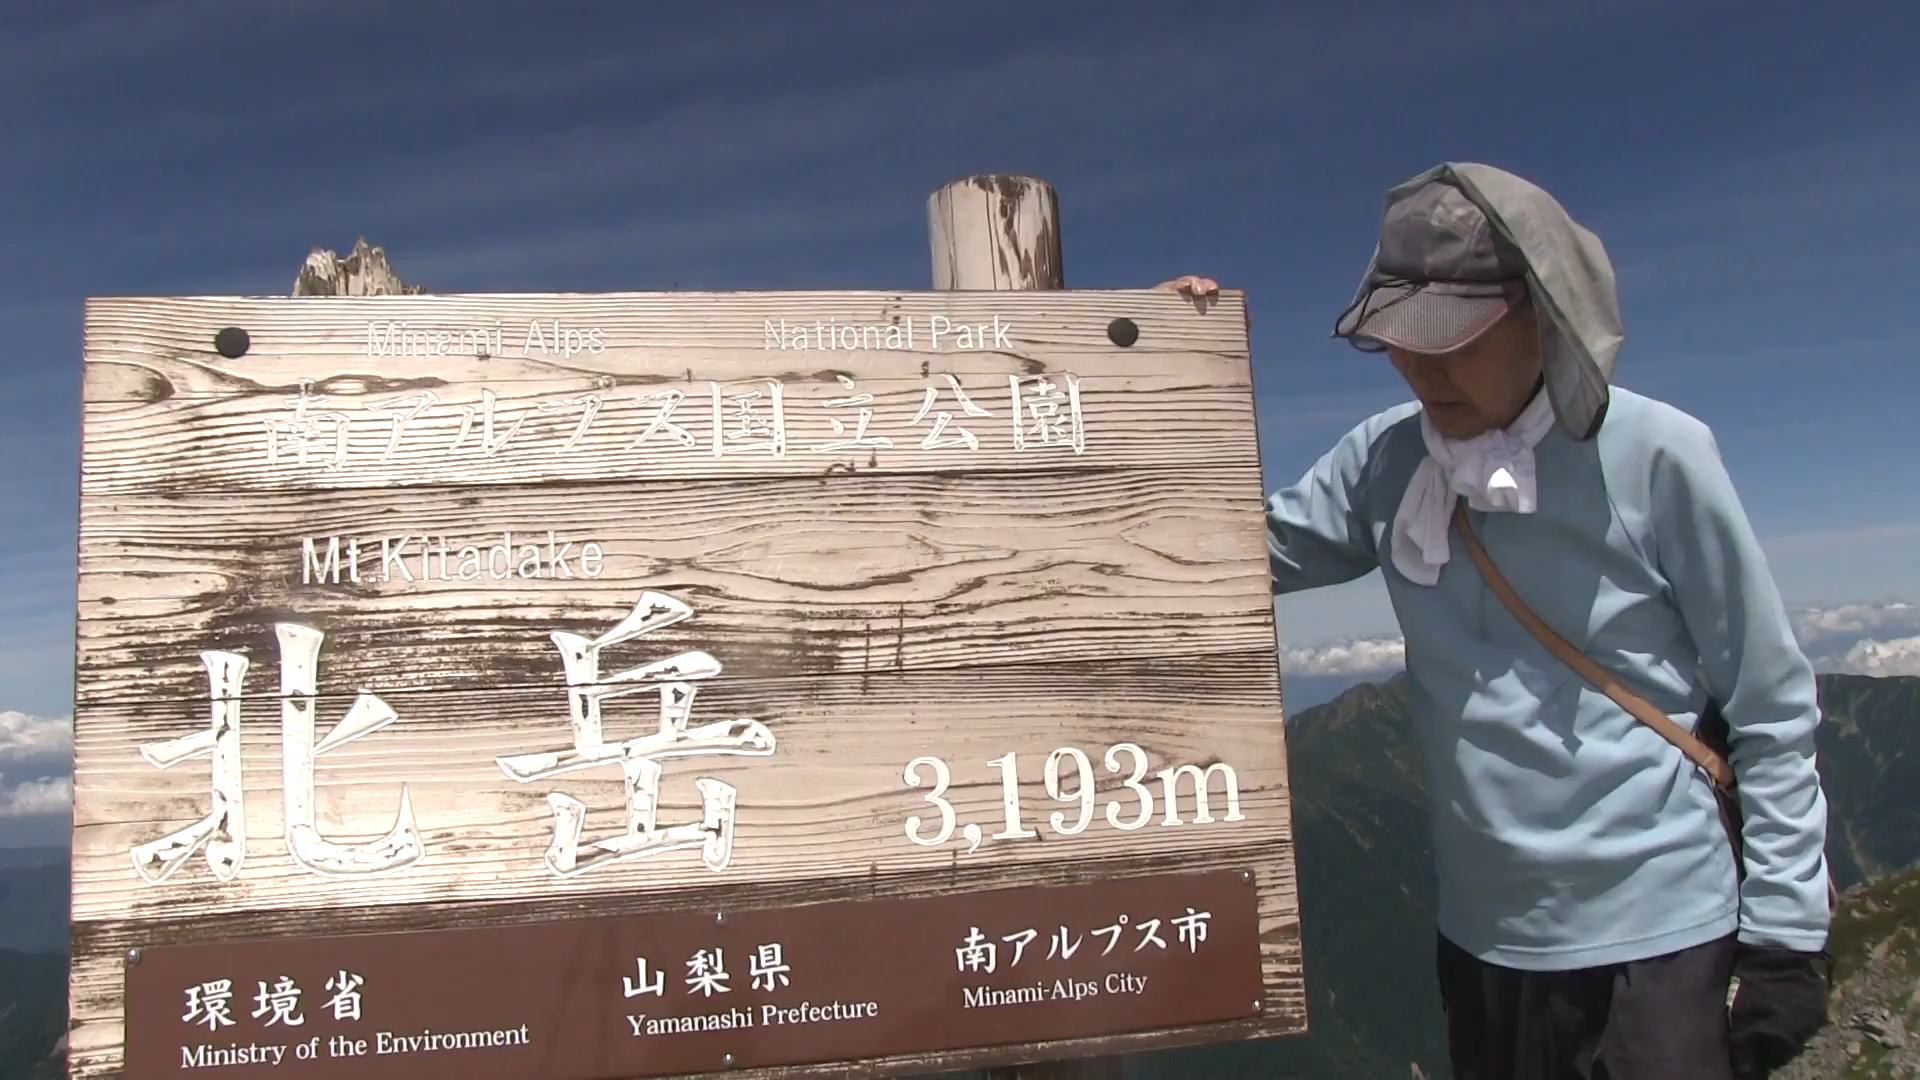 Minami Alps National Park
南アルプス国立公園
Mt.Kitadake
北岳 3,193m
環境省 山梨県 南アルプス市
Ministry of the Environment Yamanashi Prefecture Minami-Alps City